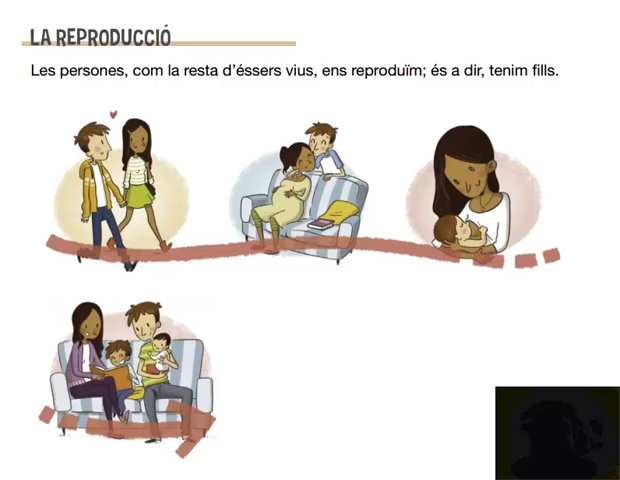 LA REPRODUCCIÓ
Les persones, com la resta d'éssers vius, ens reproduïm; és a dir, tenim fills.